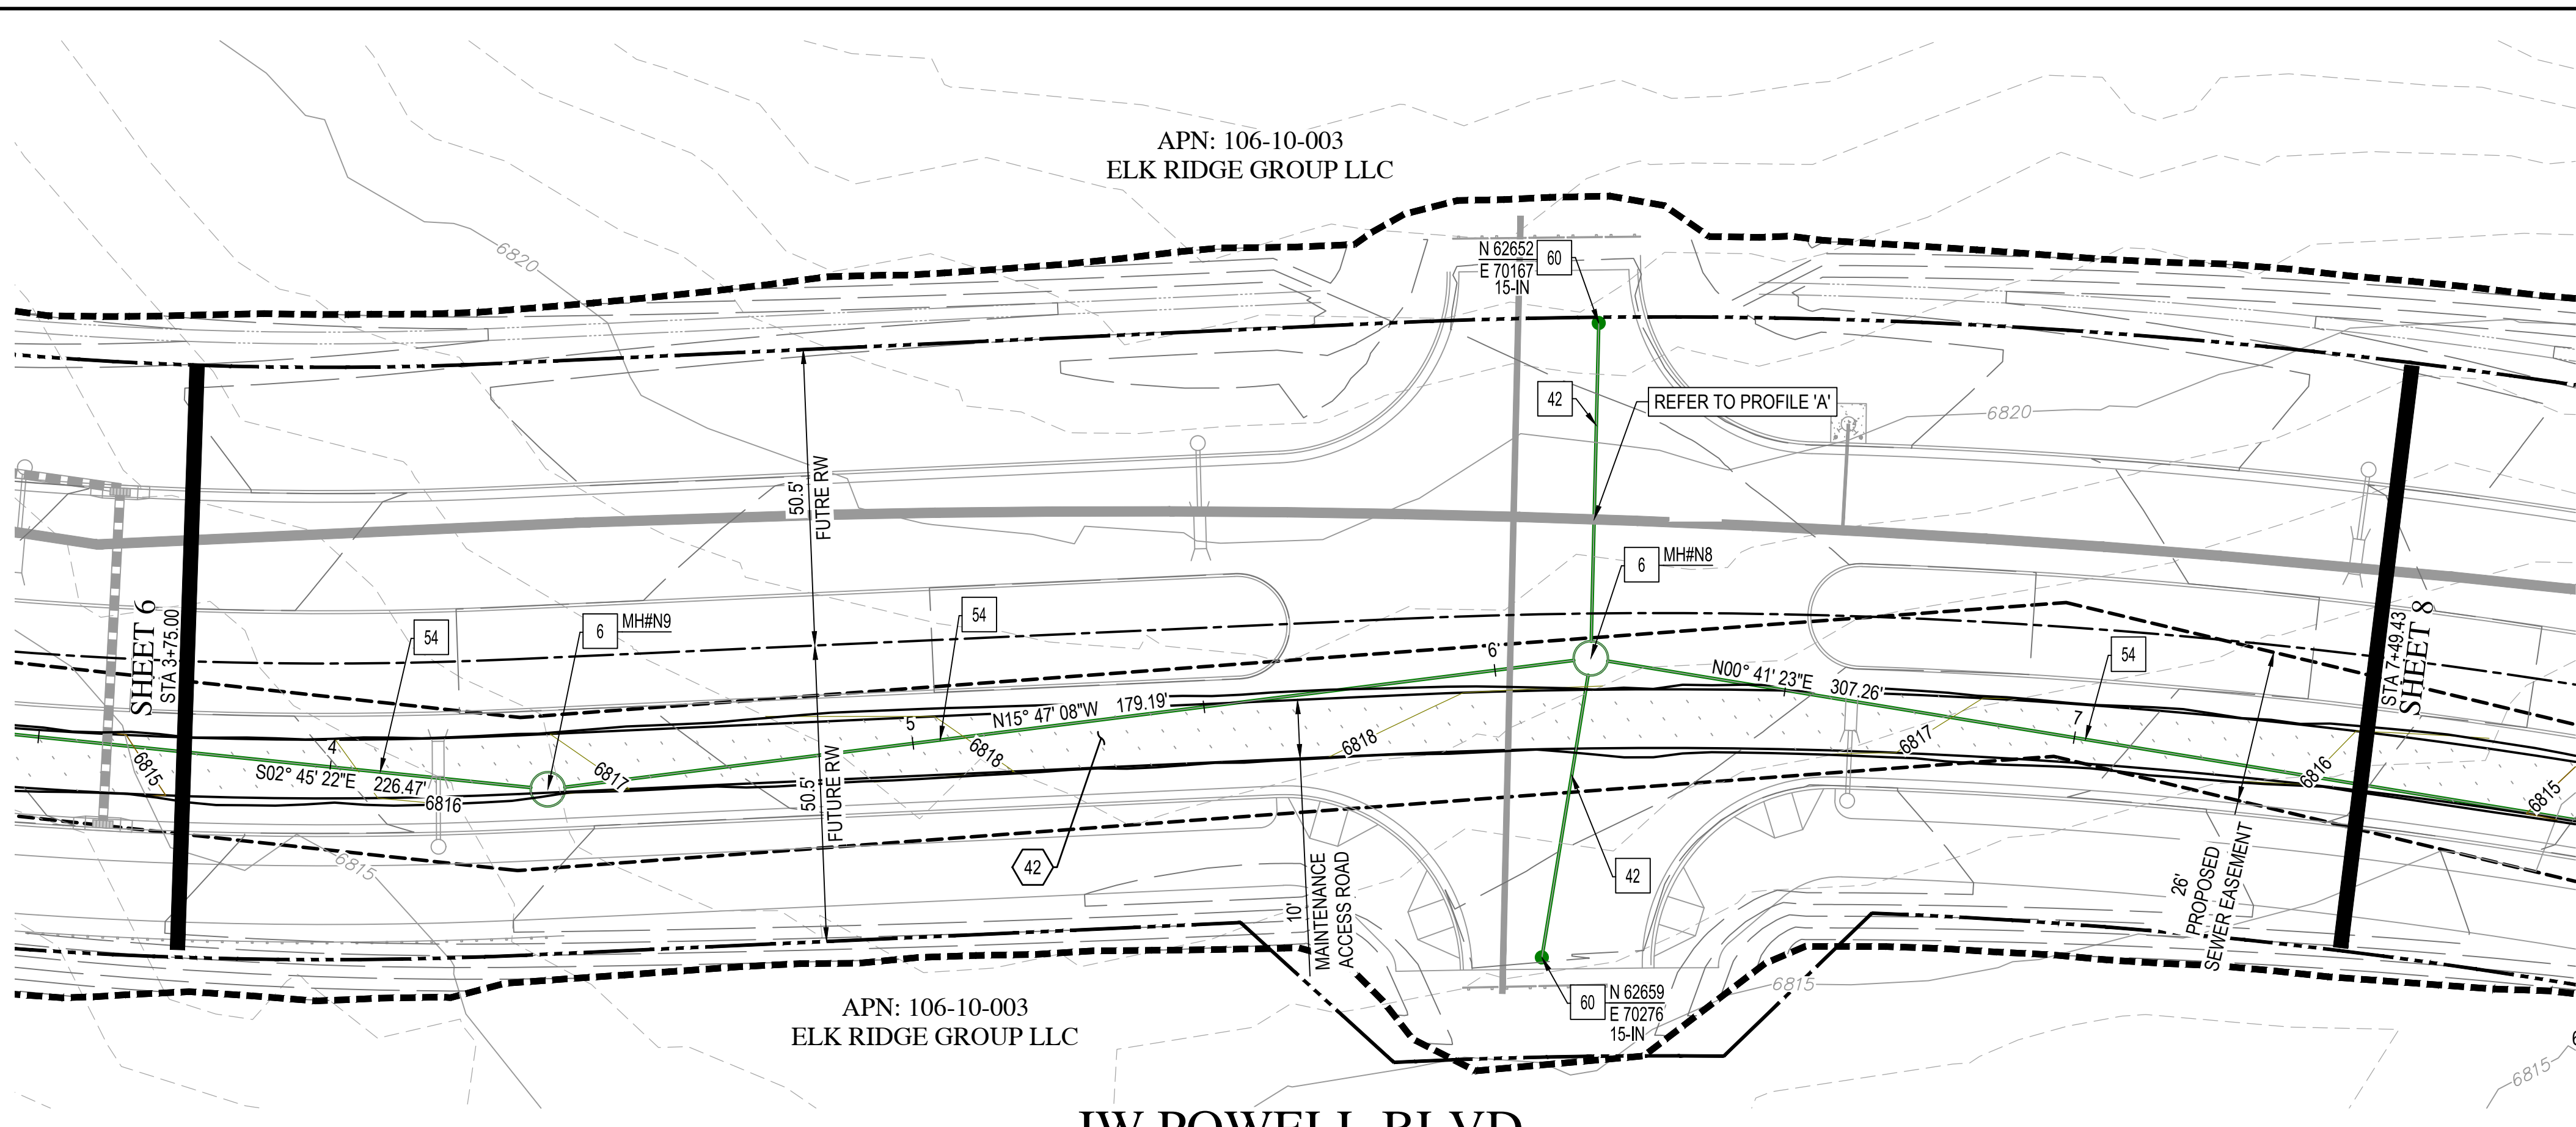 APN: 106-10-003
ELK RIDGE GROUP LLC
6820
N 62652
E 70167
15-IN
60
42
REFER TO PROFILE 'A'
6820
50.5'
FUTRE RW
6
MH#N8
SHEET 6
STA 3+75.00
54
6
MH#N9
54
N00° 41' 23"E 307.26'
54
STA 7+49.43
SHEET 8
6
N15° 47' 08"W 179.19'
5
7
4
6815
S02° 45' 22"E 226.47'
6816
6817
6818
6818
6817
6816
6815
50.5'
FUTURE RW
6815
42
10'
MAINTENANCE
ACCESS ROAD
42
26'
PROPOSED
SEWER EASEMENT
60
N 62659
E 70276
15-IN
6815
APN: 106-10-003
ELK RIDGE GROUP LLC
6815
JW POWELL BLVD